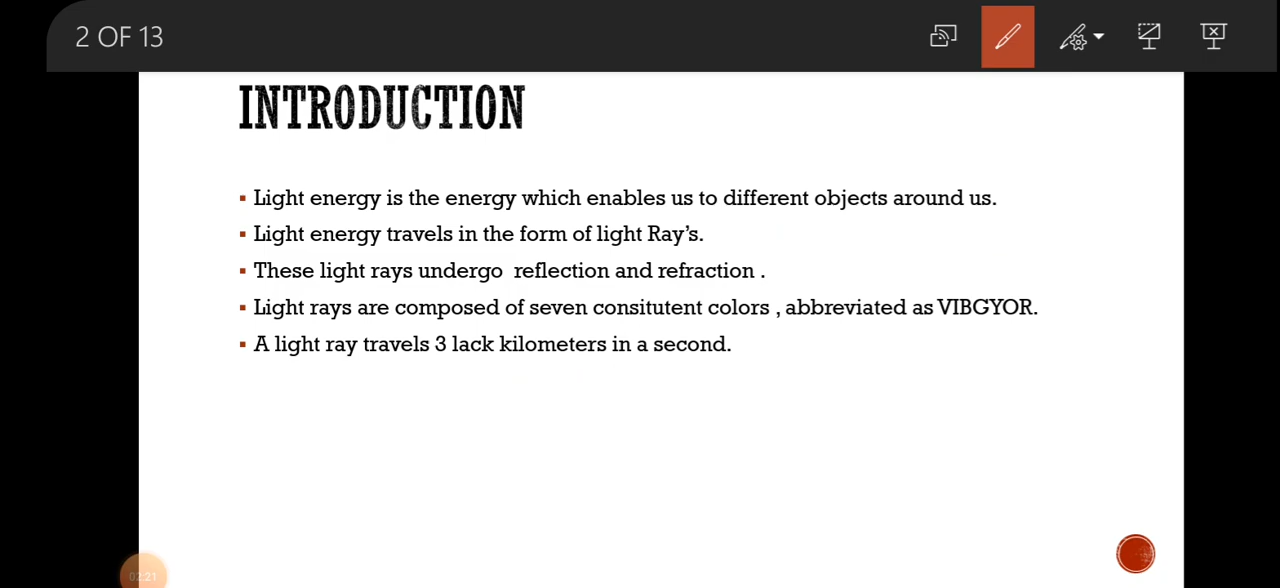 2 OF 13
INTRODUCTION
Light energy is the energy which enables us to different objects around us.
Light energy travels in the form of light Ray's.
These light rays undergo  reflection and refraction .
Light rays are composed of seven consitutent colors , abbreviated as VIBGYOR.
A light ray travels 3 lack kilometers in a second.
02:21